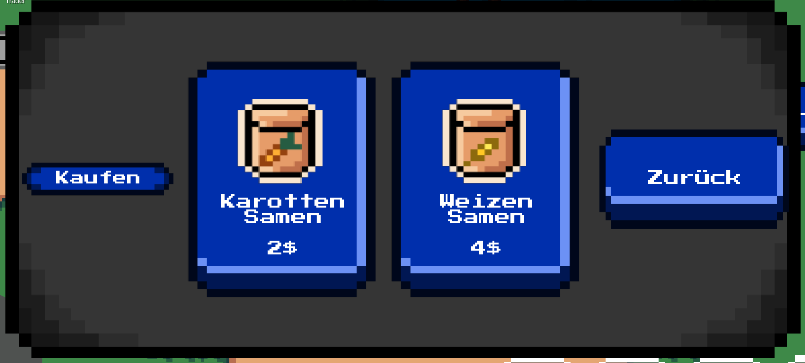 Kaufen
Karotten
Samen
2$
Weizen
Samen
4$
Zurück